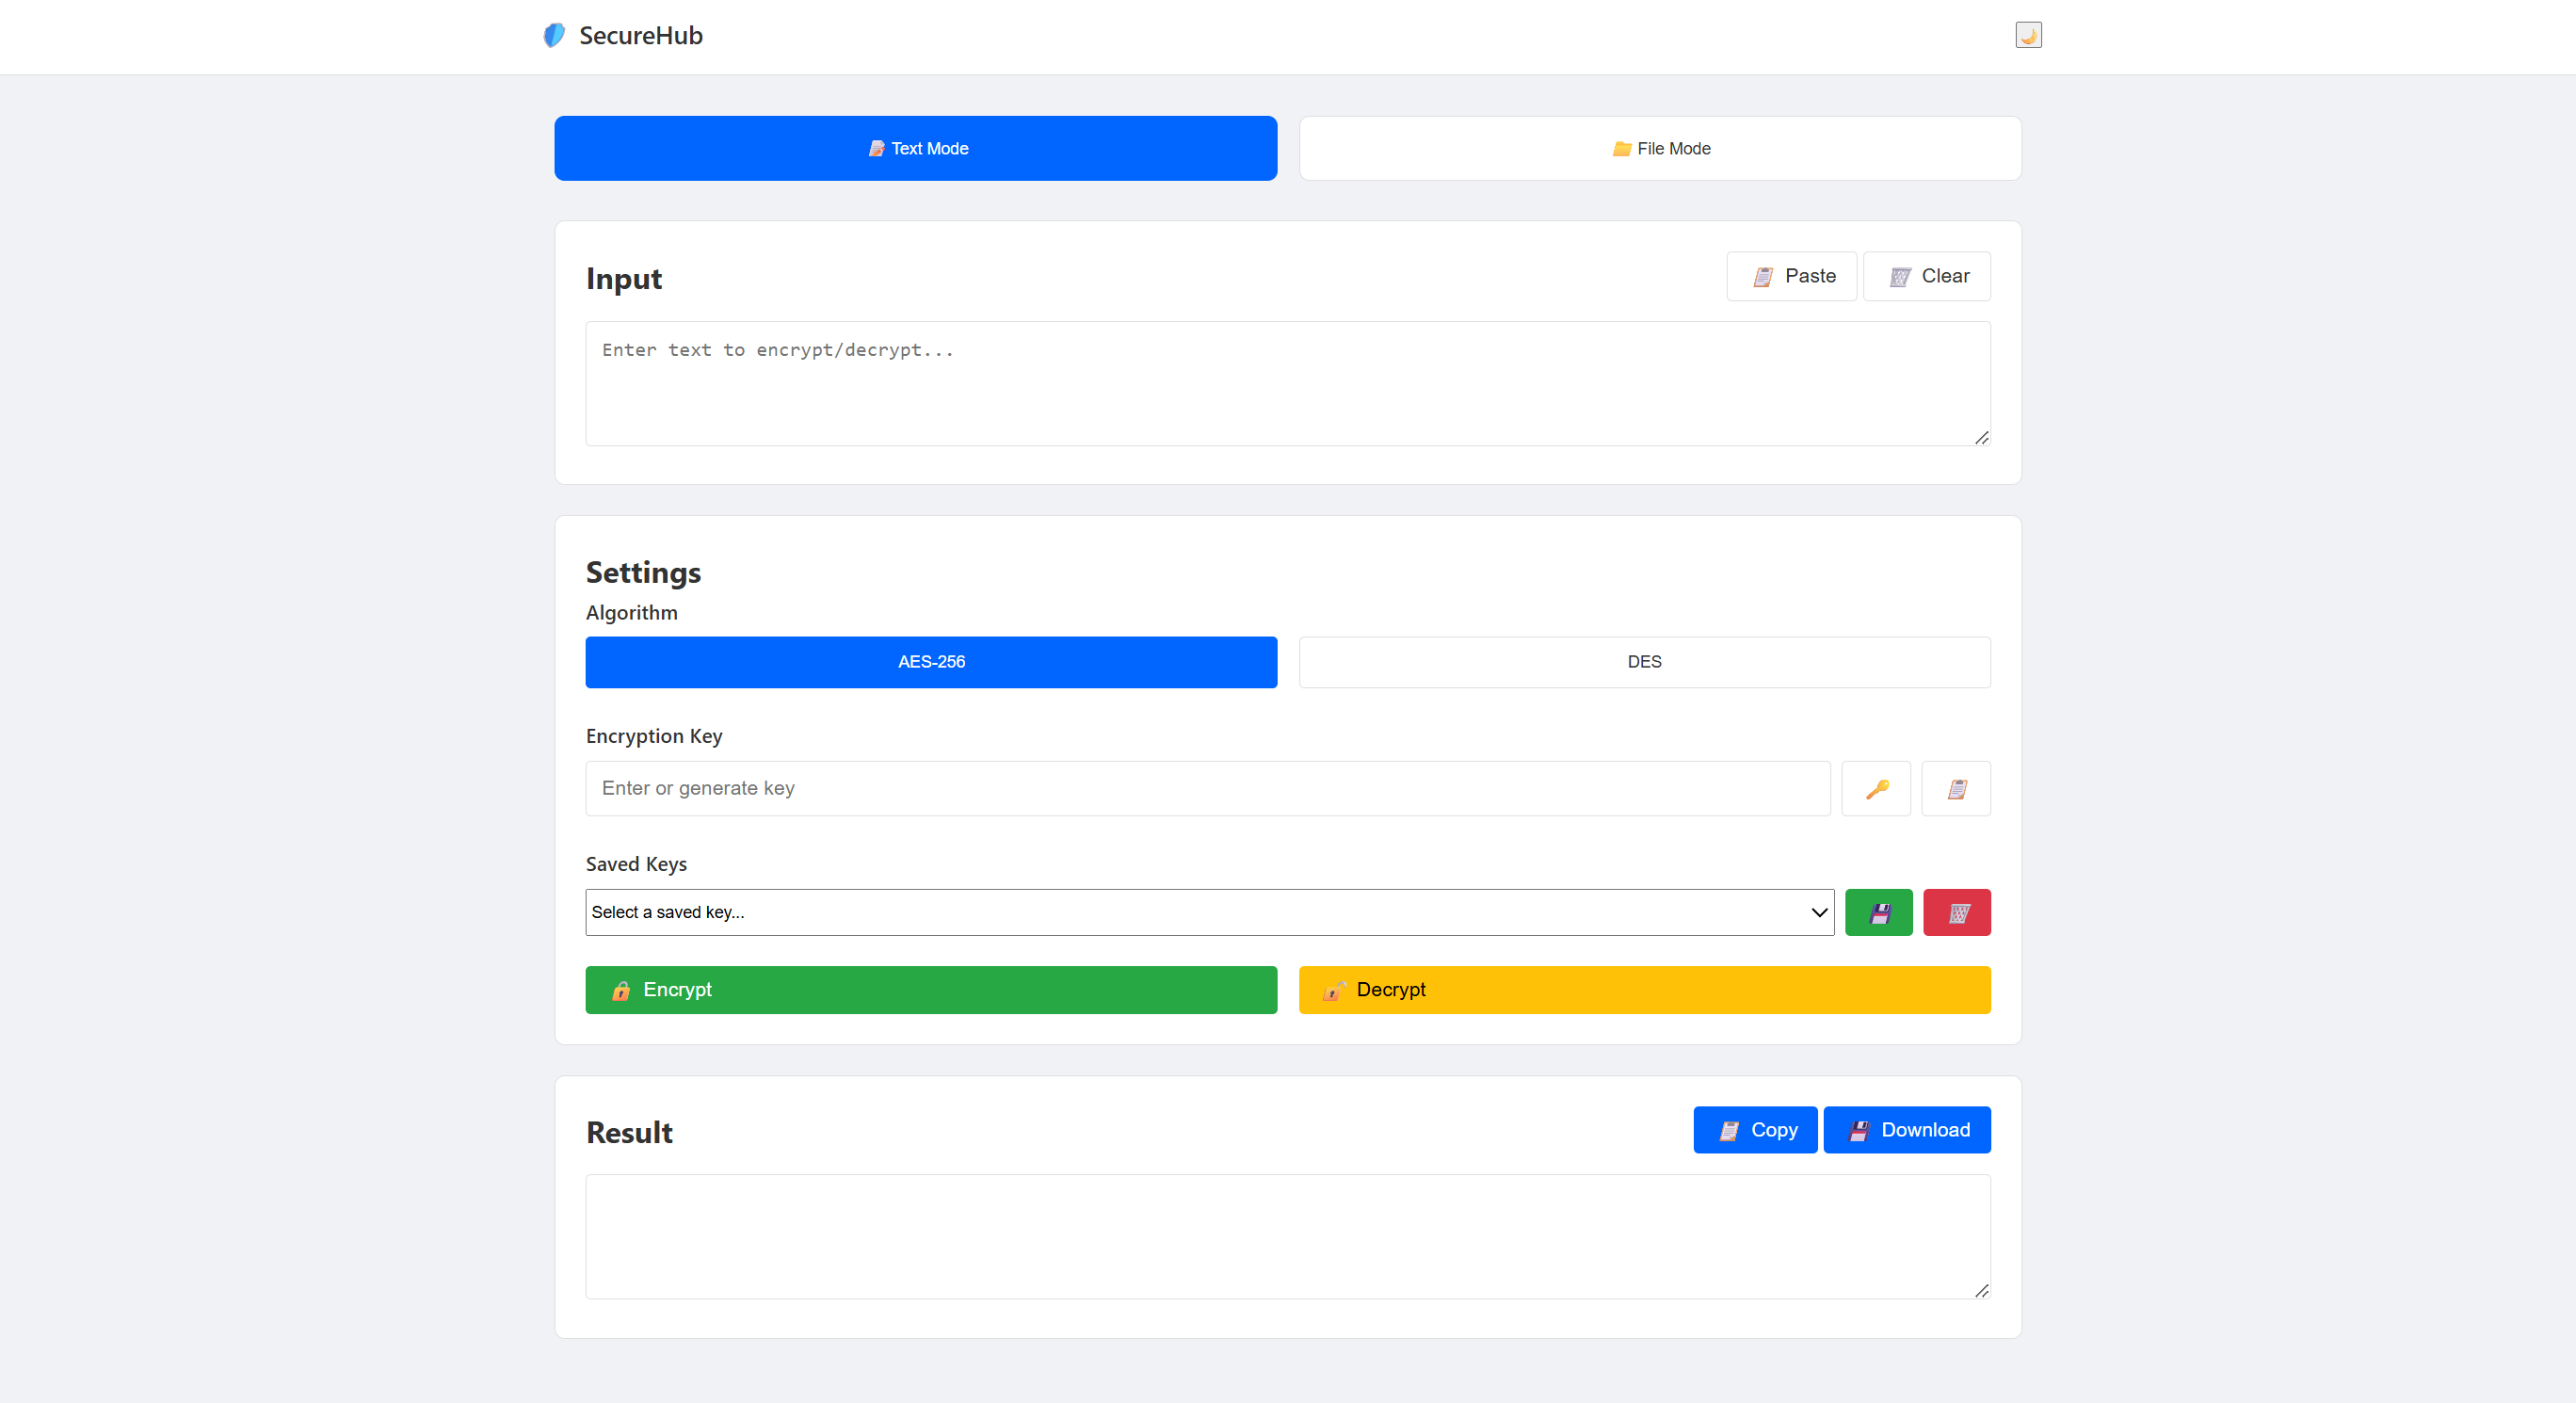 SecureHub
Text Mode
File Mode
Input
Paste
Clear
Enter text to encrypt/decrypt...
Settings
Algorithm
AES-256
DES
Encryption Key
Enter or generate key
Saved Keys
Select a saved key...
Encrypt
Decrypt
Result
Copy
Download